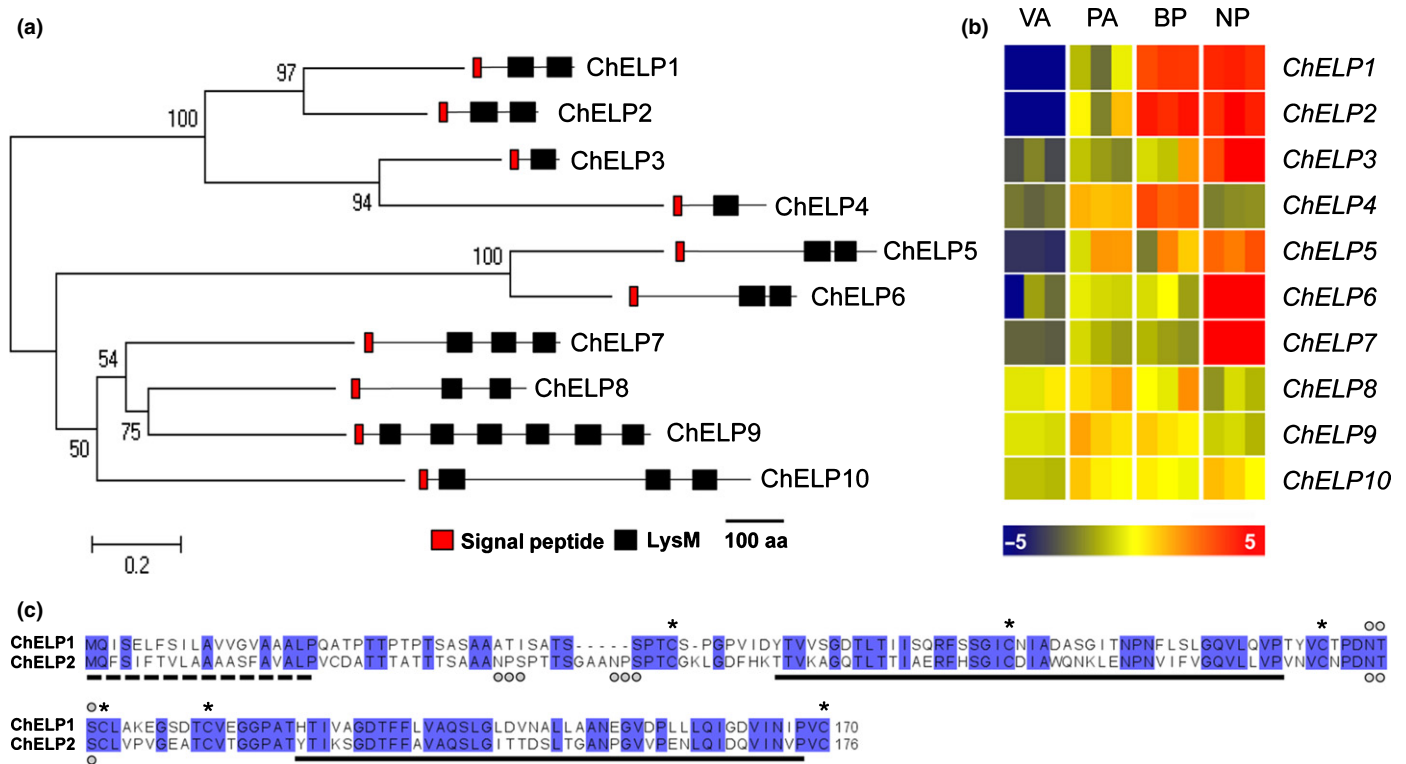 (a)
97
ChELP1
100
ChELP2
ChELP3
94
ChELP4
100
ChELP5
ChELP6
54
ChELP7
ChELP8
75
ChELP9
50
ChELP10
0.2
Signal peptide LysM 100 aa
(b)
VA PA BP NP
ChELP1
ChELP2
ChELP3
ChELP4
ChELP5
ChELP6
ChELP7
ChELP8
ChELP9
ChELP10
–5 5
(c)
* * *
ChELP1 MQISELFSILAVVGVAAALPQATPTTPTPTSASAAATISATS-----SPTCS-PGPVIDYTVVSGDTLTIISQRFSSGICNIADASGITNPNFLSLGQVLQVPTYVCTPDNT
ChELP2 MQFSIFTVLAAAASFAVALPVCDATTTATTTSAAANPSPTTSGAANPSPTCGKLGDFHKTTVKAGQTLTTIAERFHSGICDIAWQNKLENPNVIFVGQVLLVPVNVCNPDNT
* * *
ChELP1 SCLAKEGSDTCVEGGPATHTIVAGDTFFLVAQSLGLDVNALLAANEGVDPLLLQIGDVINIPVC 170
ChELP2 SCLVPVGEATCVTGGPATYTIKSGDTFFAVAQSLGITTDSLTGANPGVVPENLQIDQVINVPVC 176